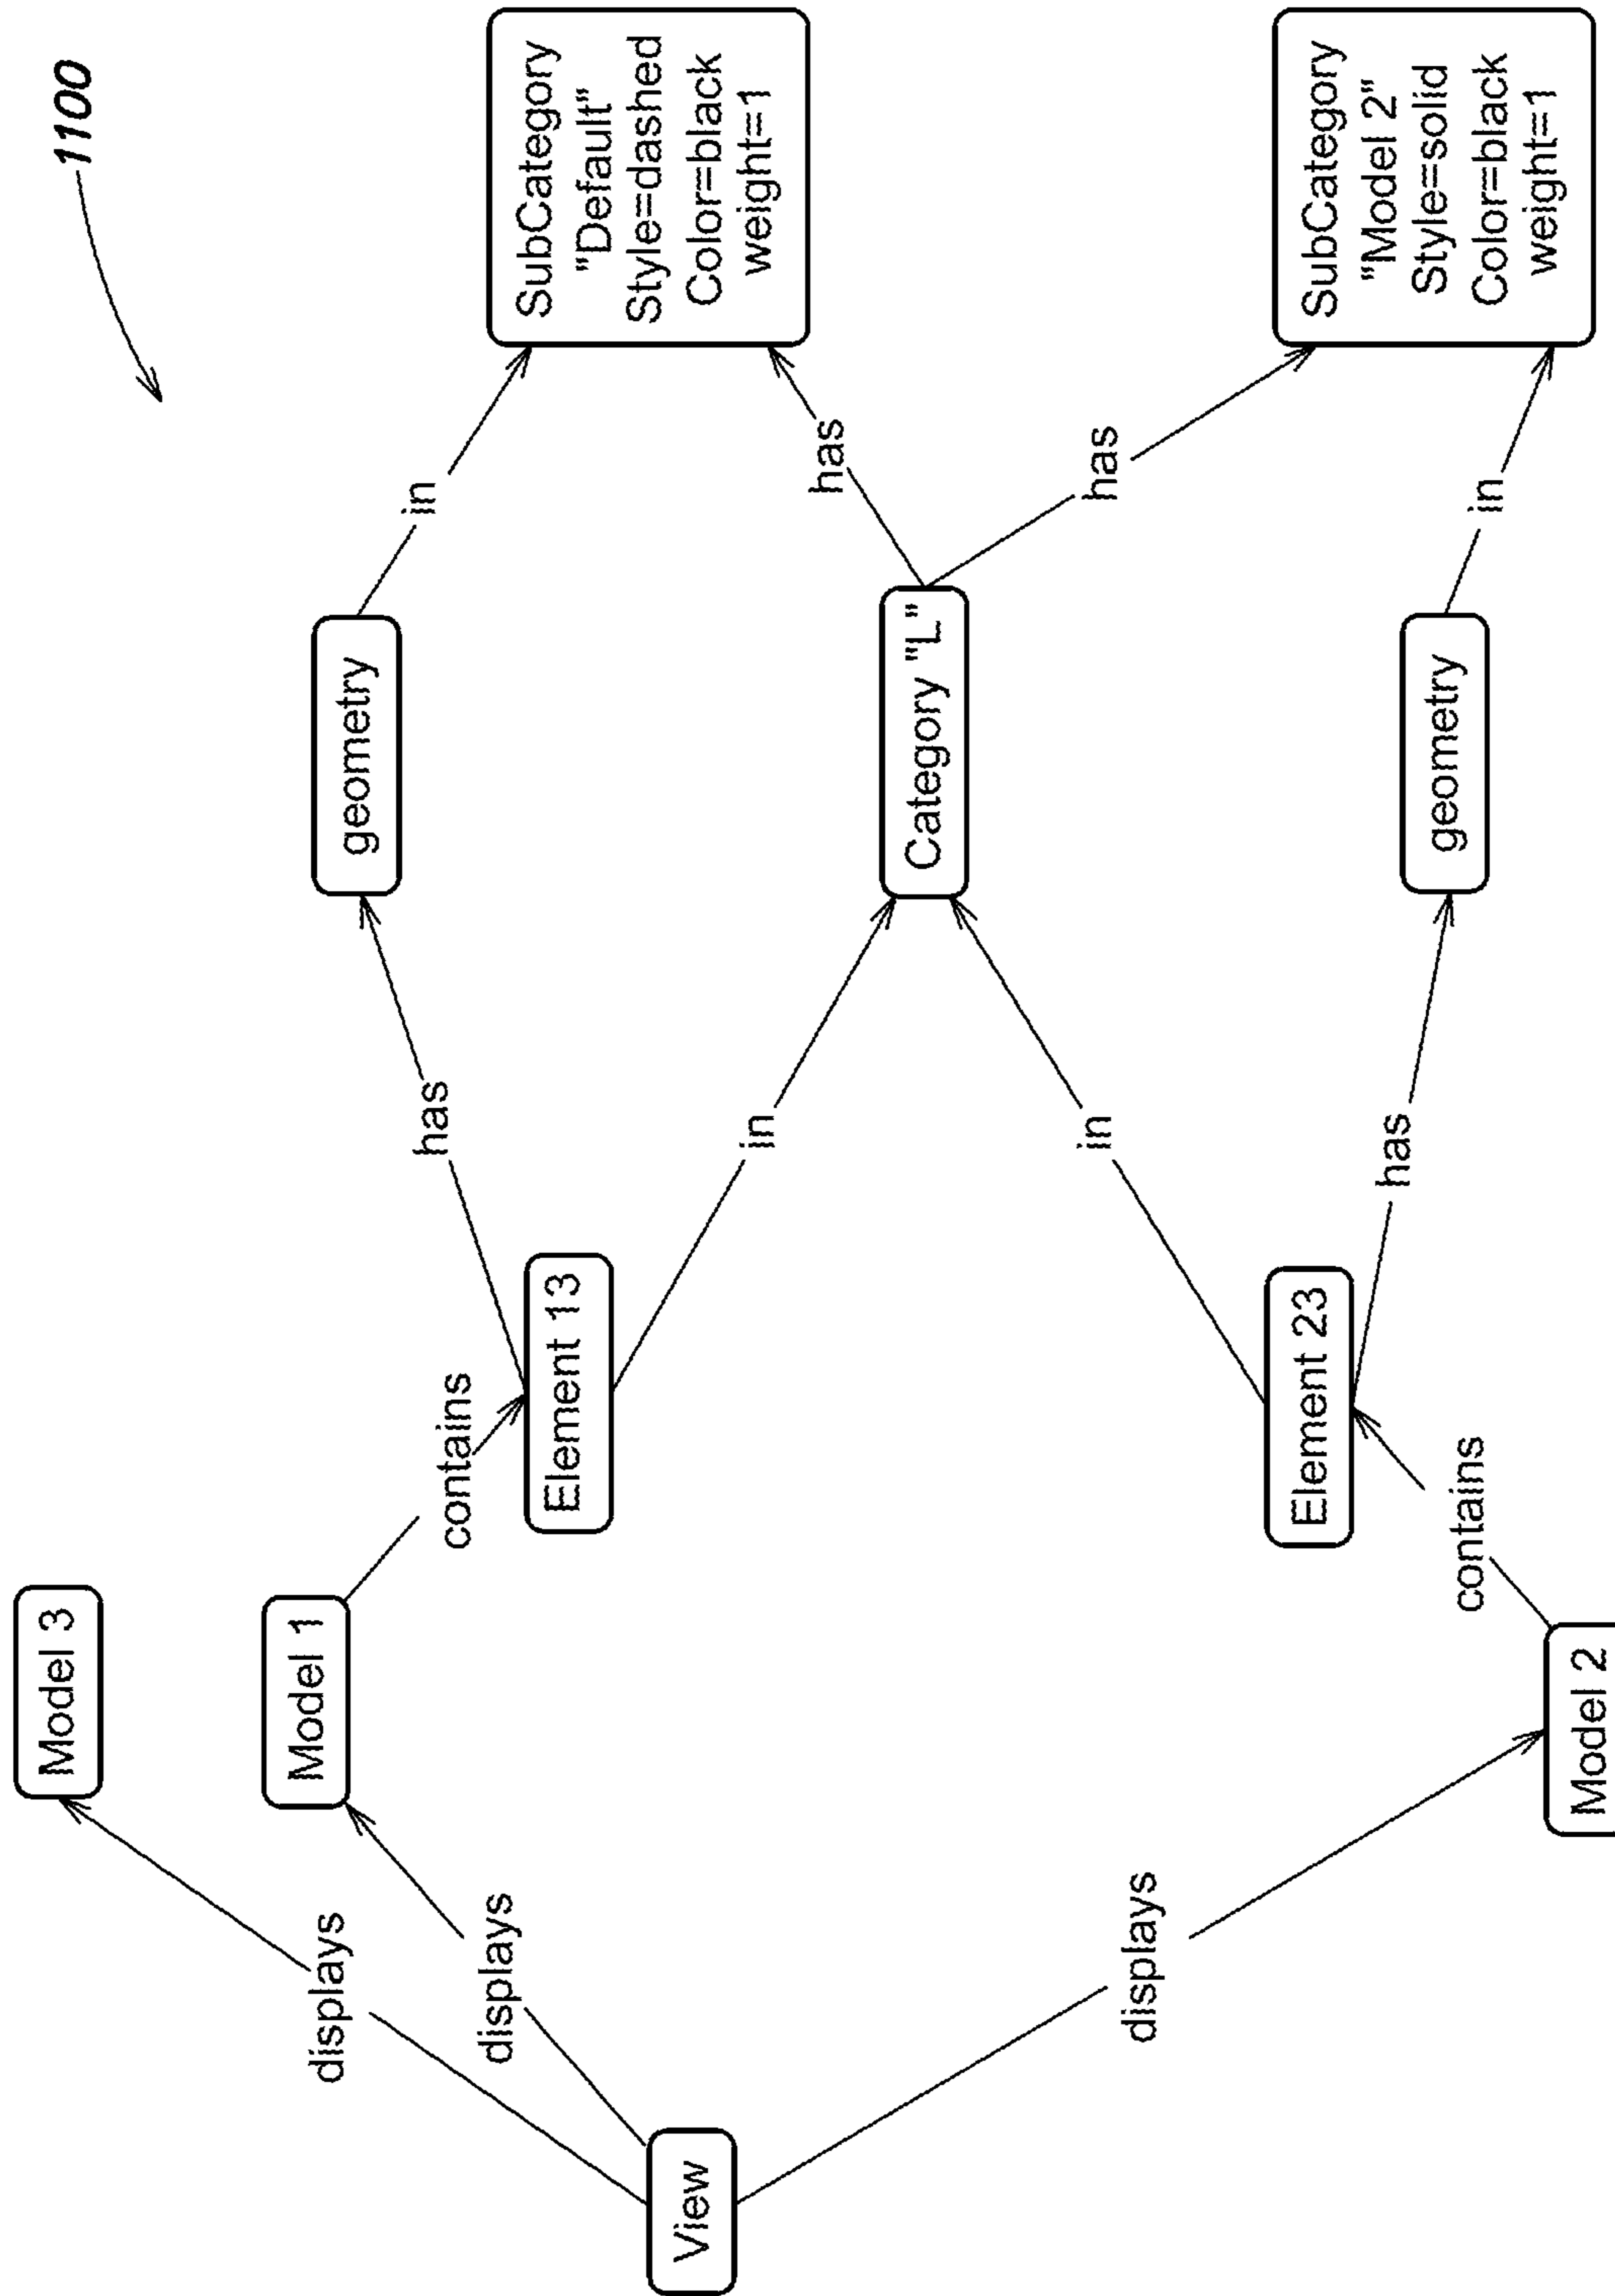 1100
Model 3
displays
Model 1
displays
contains
View
Element 13
has
geometry
in
SubCategory
"Default"
Style=dashed
Color=black
weight=1
in
has
Category "L"
in
has
displays
Element 23
has
geometry
in
SubCategory
"Model 2"
Style=solid
Color=black
weight=1
contains
Model 2